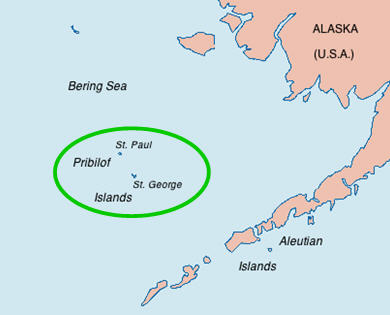 ALASKA
(U.S.A.)
Bering Sea
St. Paul
Pribilof
St. George
Islands
Aleutian
Islands